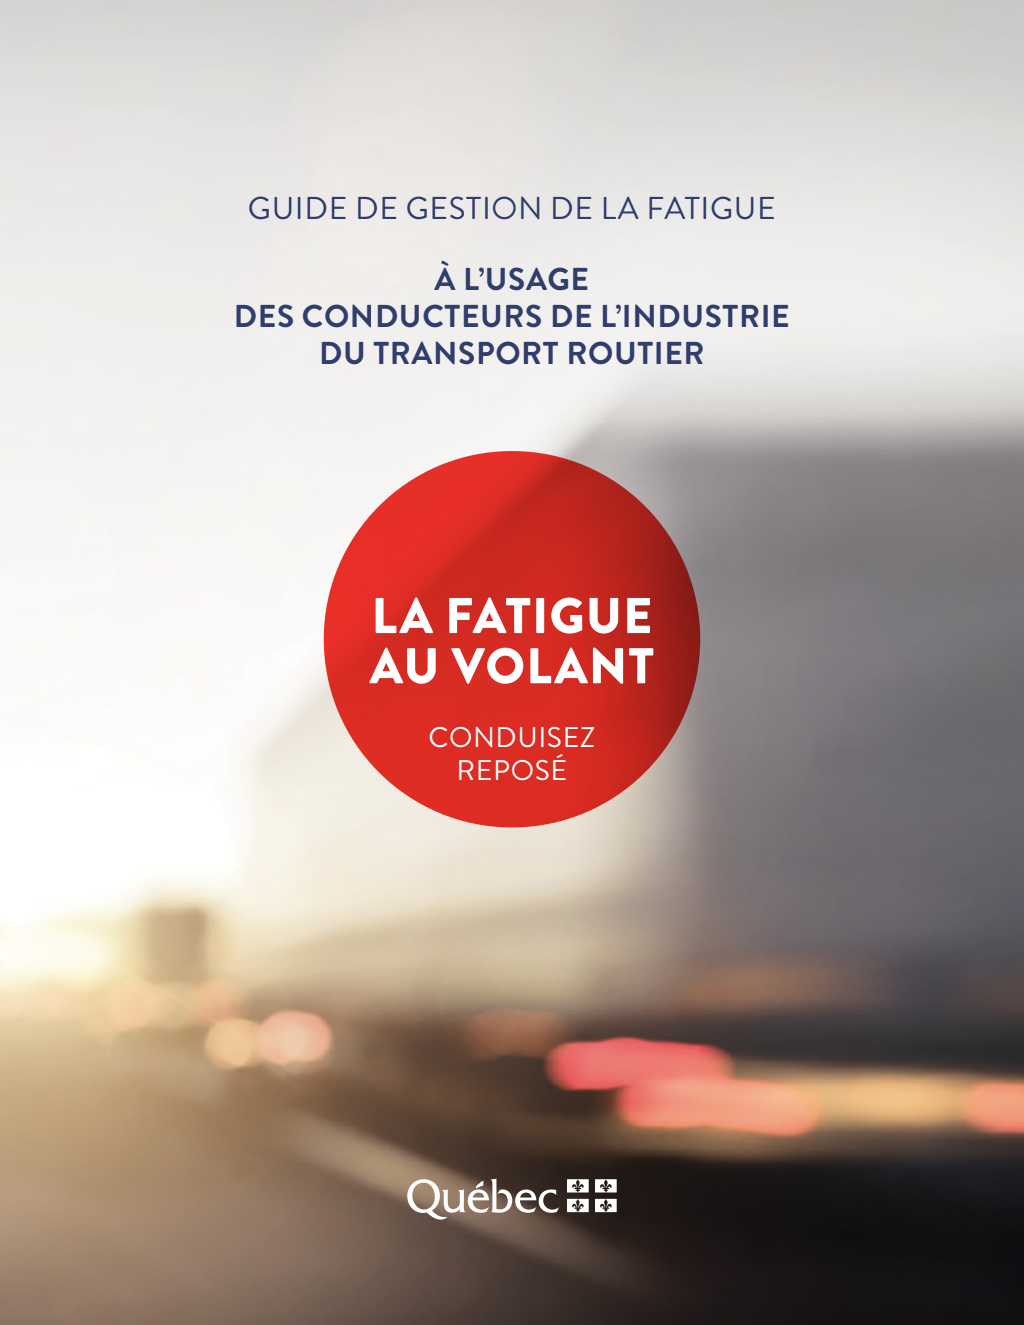 GUIDE DE GESTION DE LA FATIGUE
À L’USAGE
DES CONDUCTEURS DE L’INDUSTRIE
DU TRANSPORT ROUTIER
LA FATIGUE
AU VOLANT
CONDUISEZ
REPOSÉ
Québec